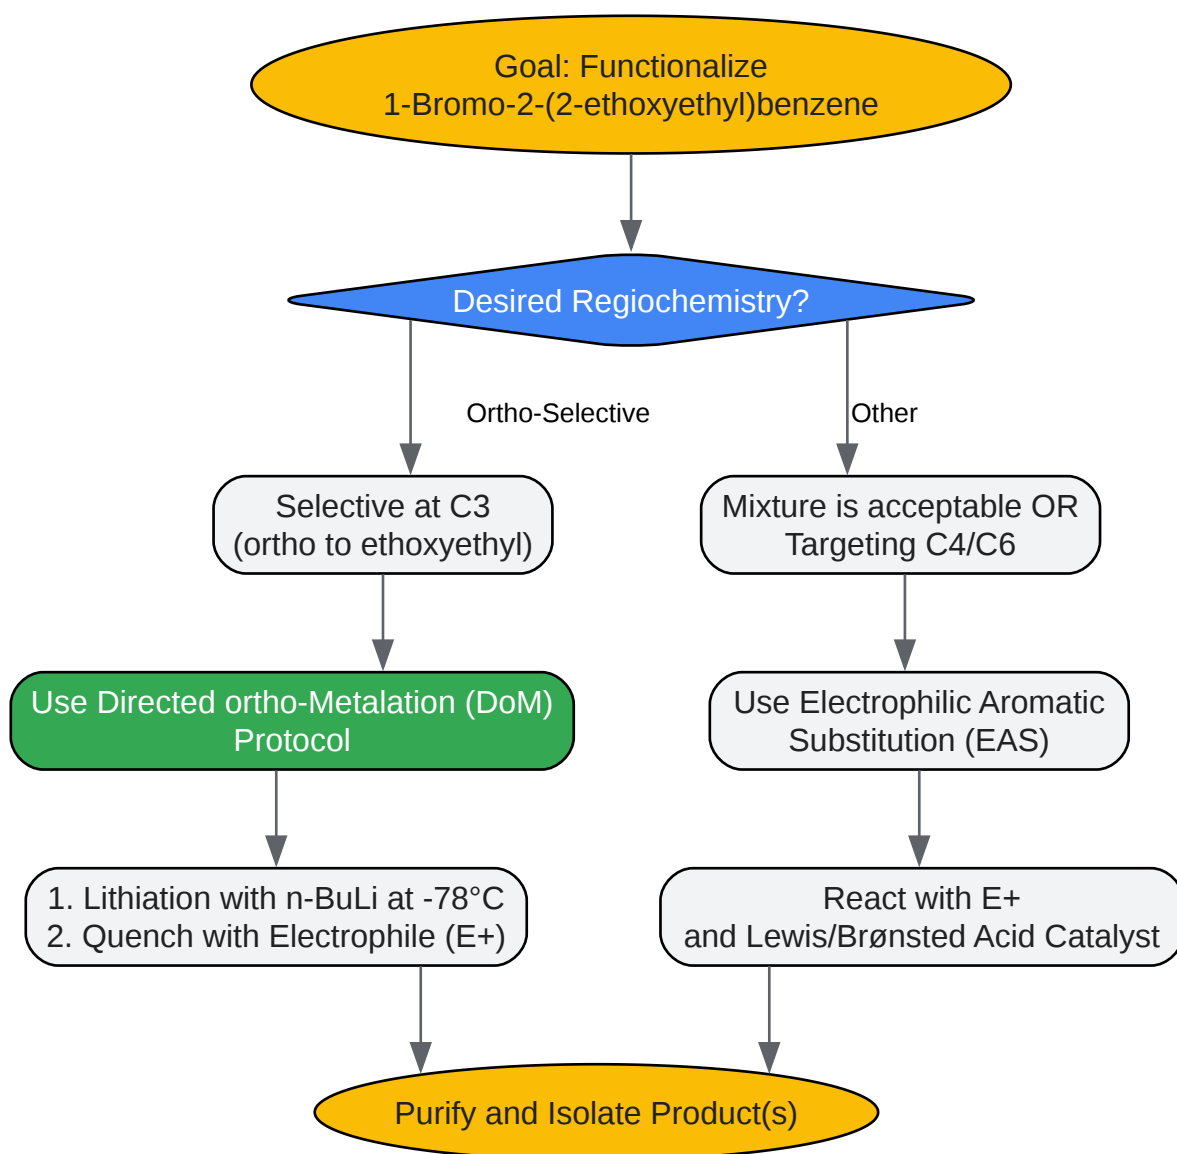 Goal: Functionalize
1-Bromo-2-(2-ethoxyethyl)benzene
Desired Regiochemistry?
Ortho-Selective
Other
Selective at C3
(ortho to ethoxyethyl)
Mixture is acceptable OR
Targeting C4/C6
Use Directed ortho-Metalation (DoM)
Protocol
Use Electrophilic Aromatic
Substitution (EAS)
1. Lithiation with n-BuLi at -78°C
2. Quench with Electrophile (E+)
React with E+
and Lewis/Brønsted Acid Catalyst
Purify and Isolate Product(s)